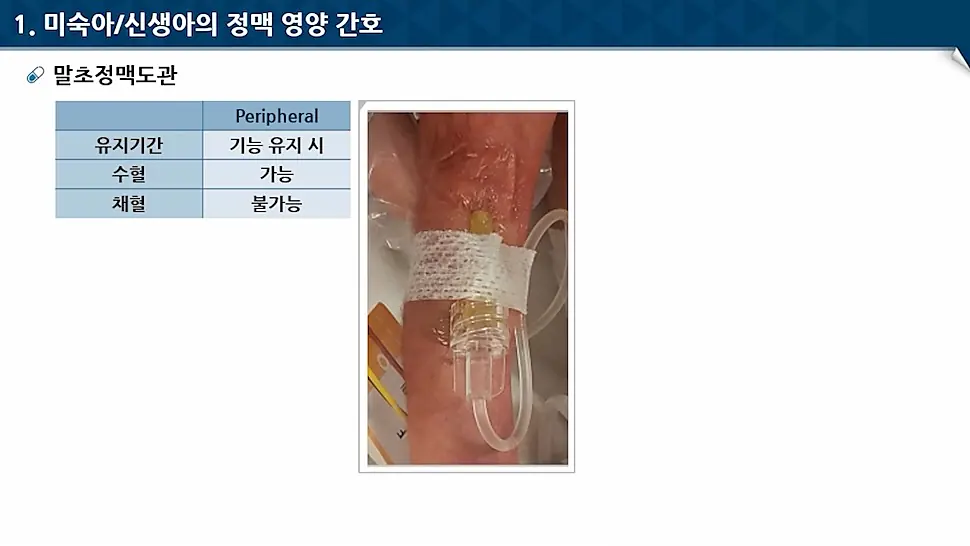 1. 미숙아/신생아의 정맥 영양 간호
말초정맥도관
Peripheral
유지기간 기능 유지 시
수혈 가능
채혈 불가능